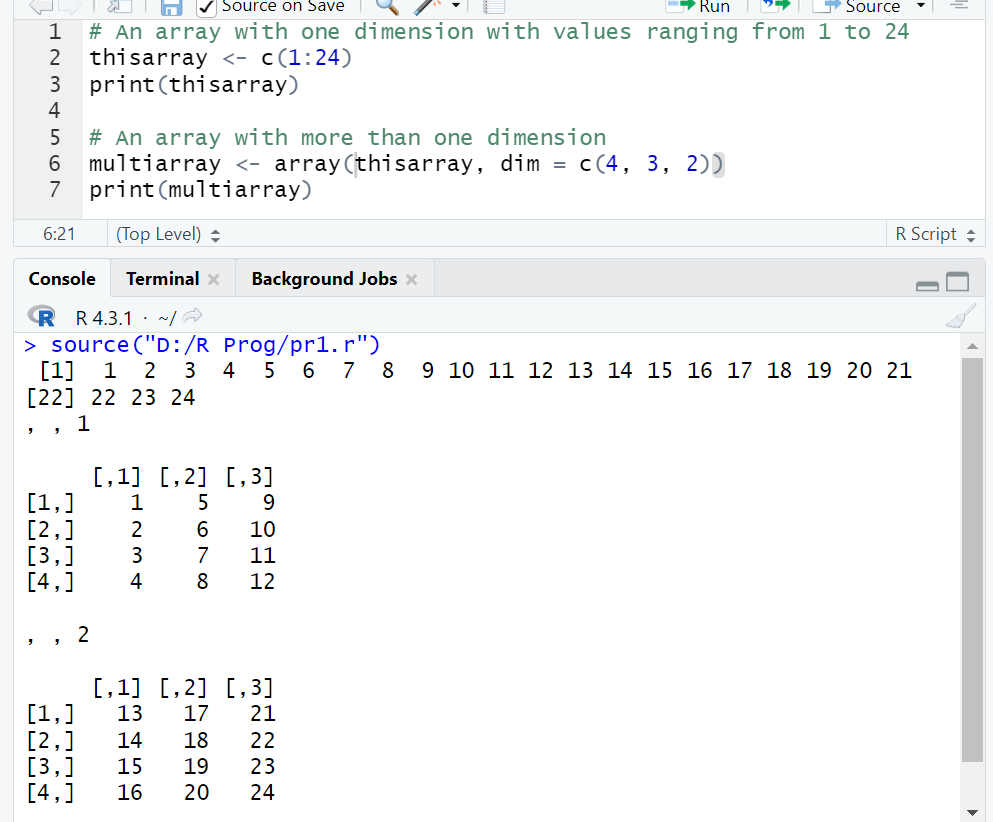 Source on Save Run Source
1 # An array with one dimension with values ranging from 1 to 24
2 thisarray <- c(1:24)
3 print(thisarray)
4
5 # An array with more than one dimension
6 multiarray <- array(thisarray, dim = c(4, 3, 2))
7 print(multiarray)
6:21 (Top Level) R Script
Console Terminal Background Jobs
R 4.3.1 · ~/
> source("D:/R Prog/pr1.r")
 [1]  1  2  3  4  5  6  7  8  9 10 11 12 13 14 15 16 17 18 19 20 21
[22] 22 23 24
, , 1
     [,1] [,2] [,3]
[1,]    1    5    9
[2,]    2    6   10
[3,]    3    7   11
[4,]    4    8   12
, , 2
     [,1] [,2] [,3]
[1,]   13   17   21
[2,]   14   18   22
[3,]   15   19   23
[4,]   16   20   24